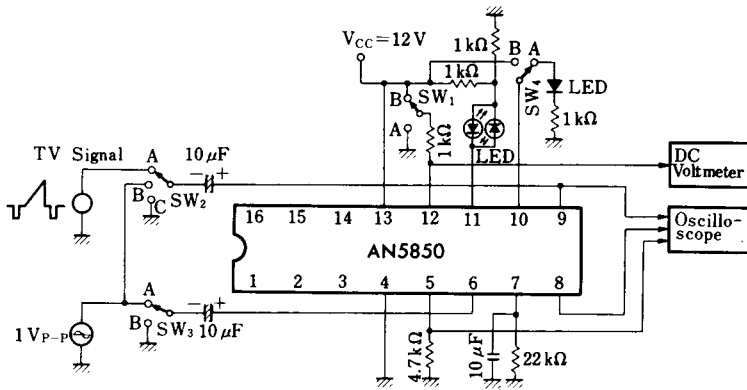 V_CC=12V
1kΩ
B A
1kΩ
SW4
LED
B
SW1
A
1kΩ
1kΩ
LED
DC
Voltmeter
TV Signal
A
10μF
− +
B
C
SW2
Oscillo-
scope
16 15 14 13 12 11 10 9
AN5850
1 2 3 4 5 6 7 8
A
− +
B
SW3
10μF
1V_P-P
4.7kΩ
10μF
22kΩ